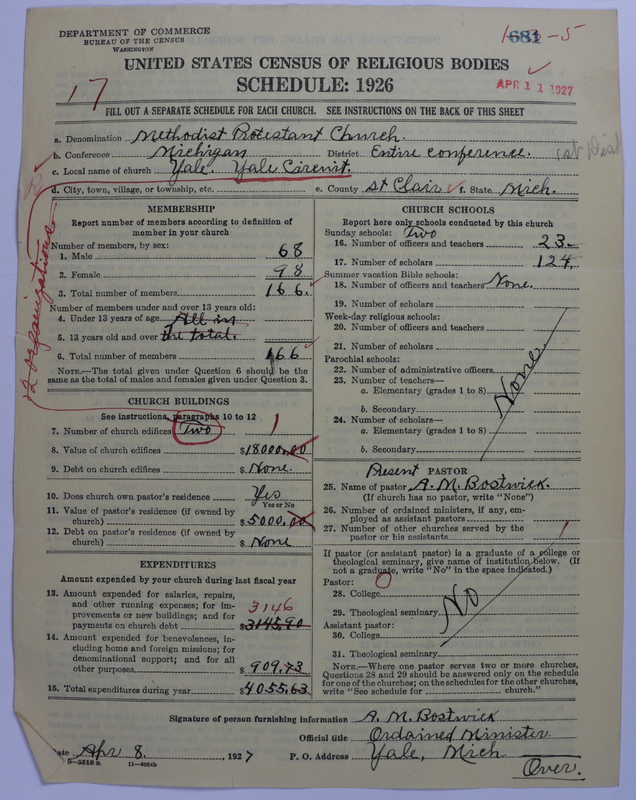 DEPARTMENT OF COMMERCE
BUREAU OF THE CENSUS
WASHINGTON
1 681 -5
UNITED STATES CENSUS OF RELIGIOUS BODIES
SCHEDULE: 1926
APR 11 1927
17
FILL OUT A SEPARATE SCHEDULE FOR EACH CHURCH. SEE INSTRUCTIONS ON THE BACK OF THIS SHEET
a. Denomination Methodist Protestant Church.
b. Conference Michigan District Entire conference.
c. Local name of church Yale. Yale Circuit.
d. City, town, village, or township, etc. e. County St Clair f. State Mich.
2 organizations
MEMBERSHIP
Report number of members according to definition of member in your church
Number of members, by sex:
1. Male 68
2. Female 98
3. Total number of members 166.
Number of members under and over 13 years old:
4. Under 13 years of age All in
5. 13 years old and over the total.
6. Total number of members 166
NOTE.—The total given under Question 6 should be the
same as the total of males and females given under Question 3.
CHURCH BUILDINGS
See instructions, paragraphs 10 to 12
7. Number of church edifices Two 1
8. Value of church edifices $18000.00
9. Debt on church edifices $None.
10. Does church own pastor's residence Yes
Yes or No
11. Value of pastor's residence (if owned by
church) $5000.00
12. Debt on pastor's residence (if owned by
church) $None
EXPENDITURES
Amount expended by your church during last fiscal year
13. Amount expended for salaries, repairs,
and other running expenses; for im-
provements or new buildings; and for 3146
payments on church debt $3145.90
14. Amount expended for benevolences, in-
cluding home and foreign missions; for
denominational support; and for all
other purposes $909.73
15. Total expenditures during year $4055.63
CHURCH SCHOOLS
Report here only schools conducted by this church
Sunday schools: Two
16. Number of officers and teachers 23
17. Number of scholars 124
Summer vacation Bible schools:
18. Number of officers and teachers None.
19. Number of scholars
Week-day religious schools:
20. Number of officers and teachers
21. Number of scholars
Parochial schools:
22. Number of administrative officers
23. Number of teachers—
a. Elementary (grades 1 to 8)
b. Secondary
24. Number of scholars—
a. Elementary (grades 1 to 8)
b. Secondary
None
Present PASTOR
25. Name of pastor A. M. Bostwick.
(If church has no pastor, write "None")
26. Number of ordained ministers, if any, em-
ployed as assistant pastors
27. Number of other churches served by the
pastor or his assistants 1
If pastor (or assistant pastor) is a graduate of a college or
theological seminary, give name of institution below. (If
not a graduate, write "No" in the space indicated.)
Pastor:
28. College
29. Theological seminary No
Assistant pastor:
30. College
31. Theological seminary
NOTE.—Where one pastor serves two or more churches,
Questions 28 and 29 should be answered only on the schedule
for one of the churches; on the schedules for the other churches,
write "See schedule for church."
Signature of person furnishing information A. M. Bostwick
Official title Ordained Minister
Date Apr 8. 1927 P. O. Address Yale, Mich
Over.